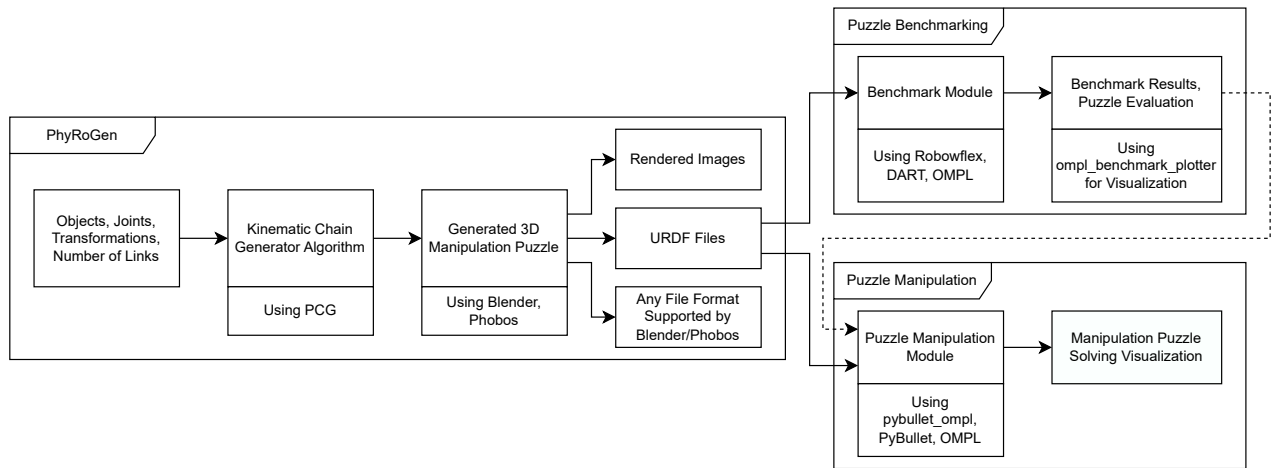 PhyRoGen
Objects, Joints,
Transformations,
Number of Links
Kinematic Chain
Generator Algorithm
Using PCG
Generated 3D
Manipulation Puzzle
Using Blender,
Phobos
Rendered Images
URDF Files
Any File Format
Supported by
Blender/Phobos
Puzzle Benchmarking
Benchmark Module
Using Robowflex,
DART, OMPL
Benchmark Results,
Puzzle Evaluation
Using
ompl_benchmark_plotter
for Visualization
Puzzle Manipulation
Puzzle Manipulation
Module
Using
pybullet_ompl,
PyBullet, OMPL
Manipulation Puzzle
Solving Visualization